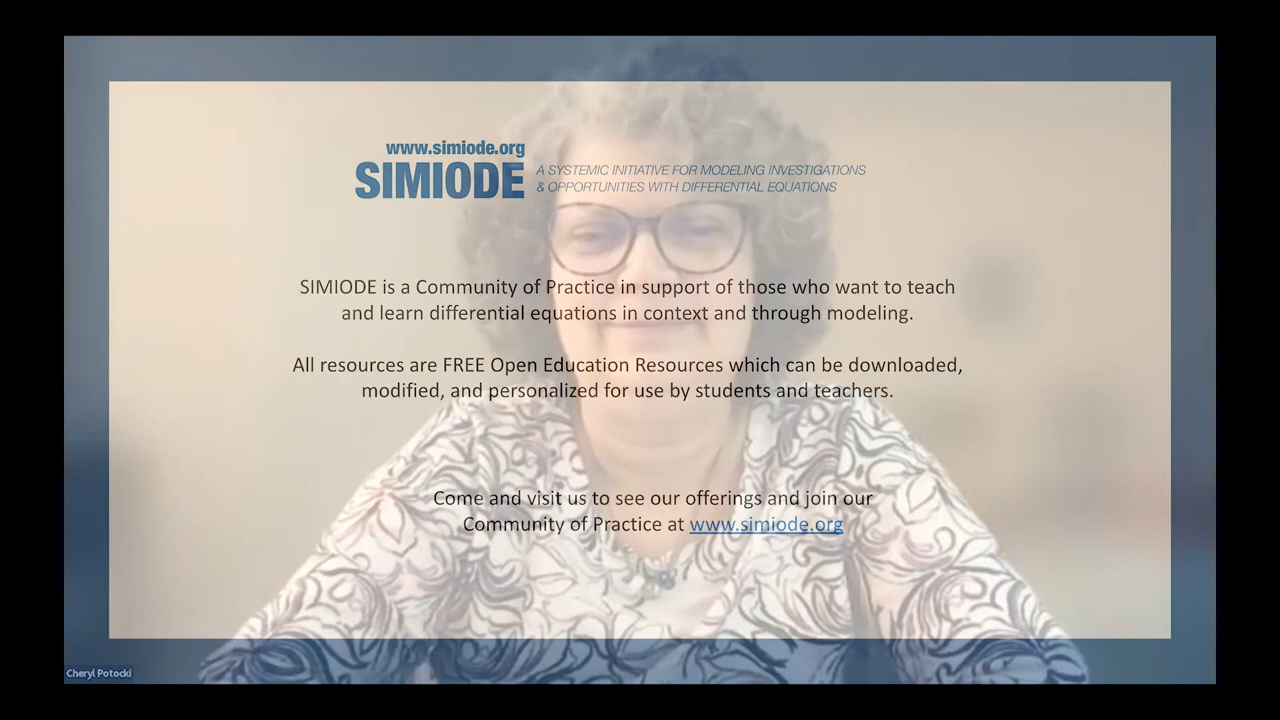 www.simiode.org
SIMIODE
A SYSTEMIC INITIATIVE FOR MODELING INVESTIGATIONS
& OPPORTUNITIES WITH DIFFERENTIAL EQUATIONS
SIMIODE is a Community of Practice in support of those who want to teach
and learn differential equations in context and through modeling.
All resources are FREE Open Education Resources which can be downloaded,
modified, and personalized for use by students and teachers.
Come and visit us to see our offerings and join our
Community of Practice at www.simiode.org
Cheryl Potocki